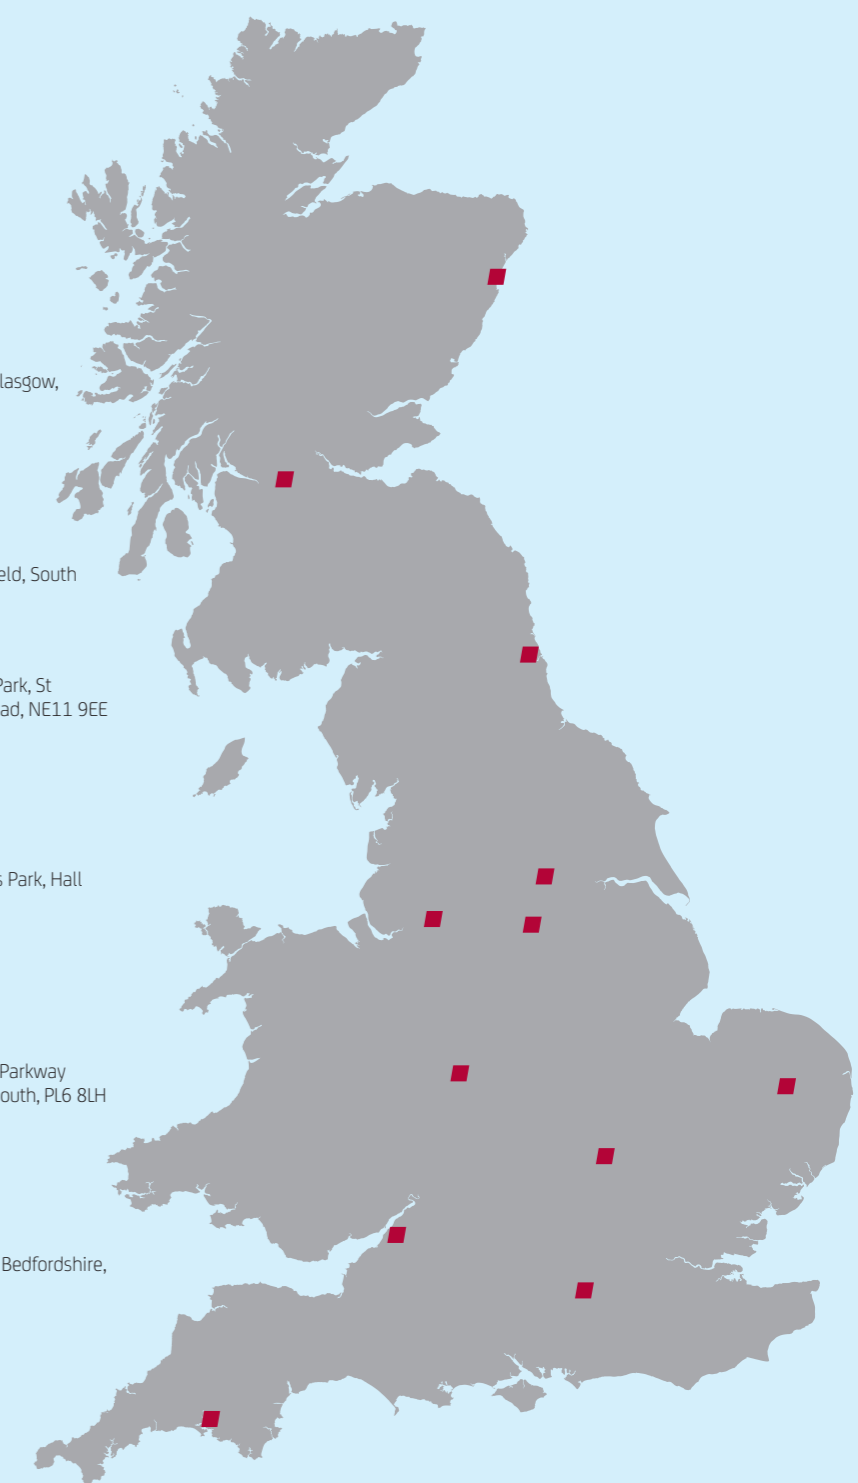 lasgow,
eld, South
Park, St
ad, NE11 9EE
s Park, Hall
Parkway
outh, PL6 8LH
Bedfordshire,